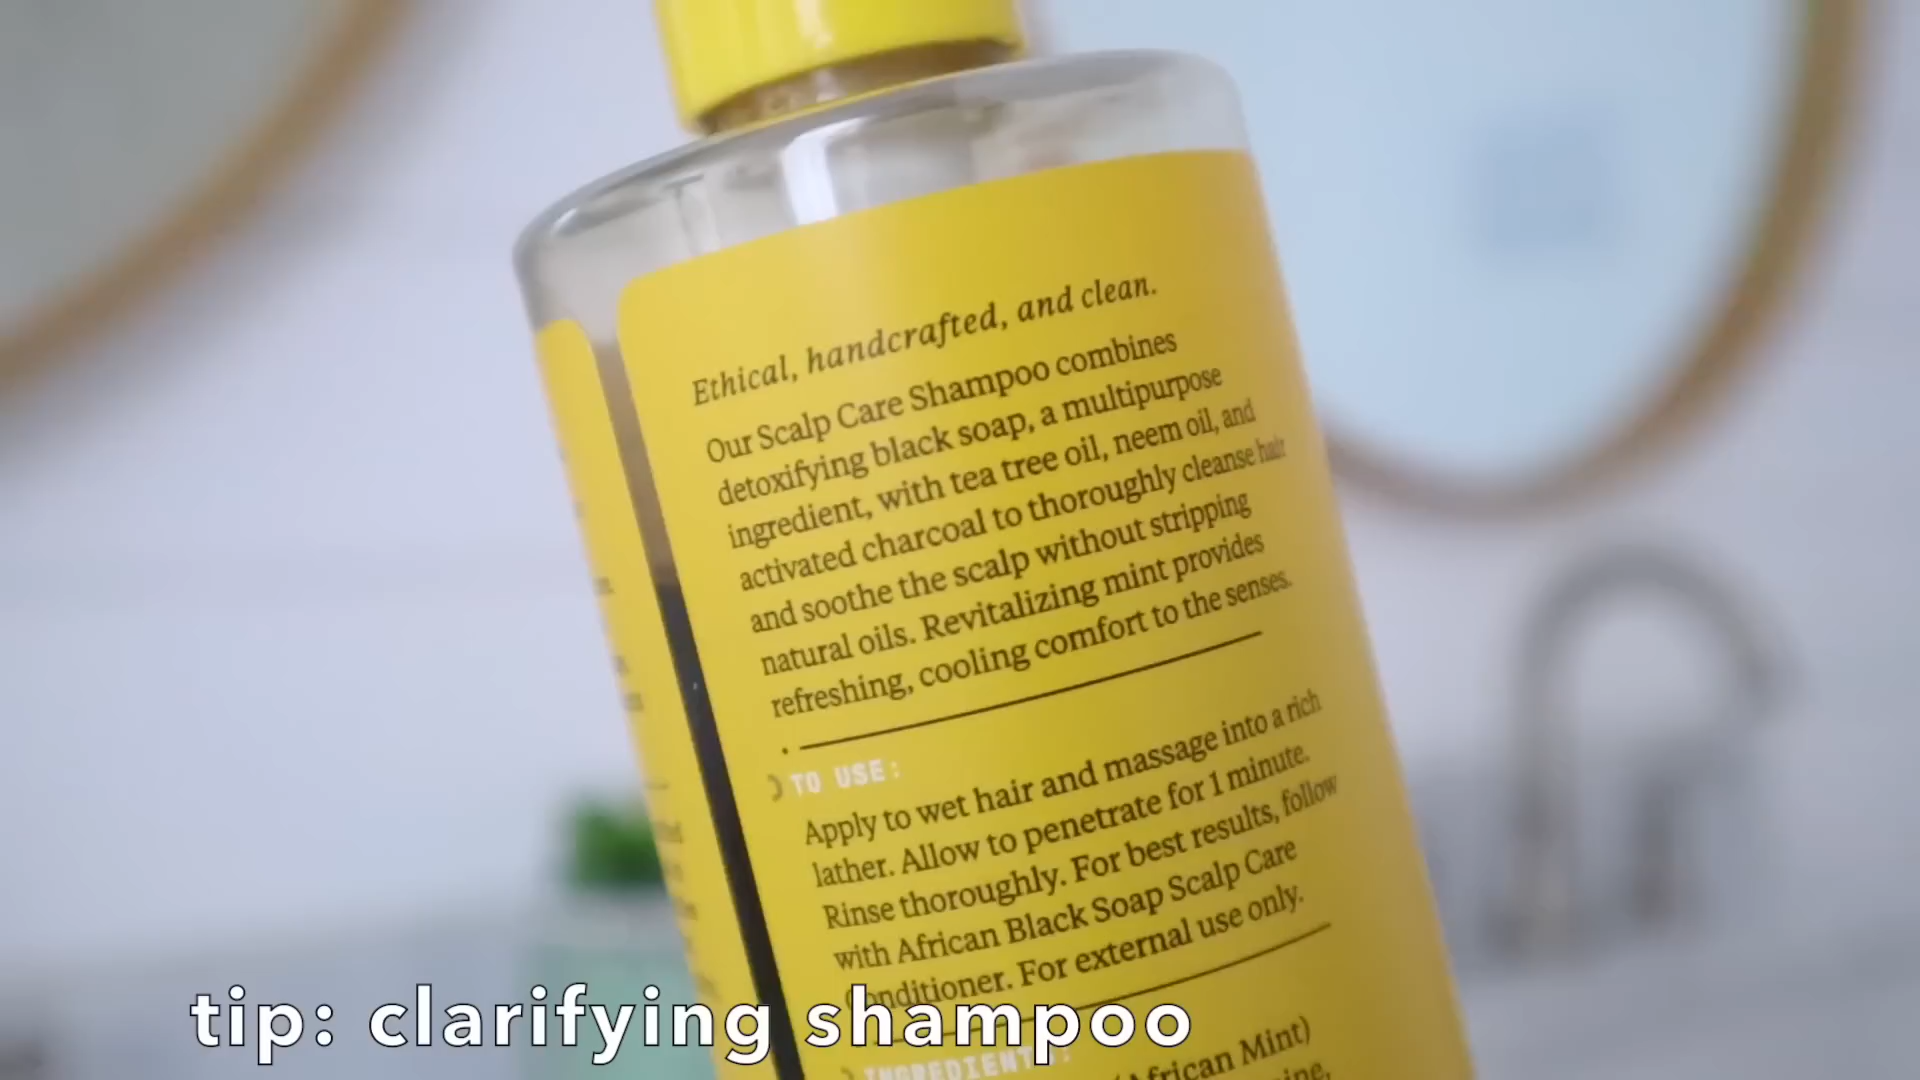 Ethical, handcrafted, and clean.
Our Scalp Care Shampoo combines
detoxifying black soap, a multipurpose
ingredient, with tea tree oil, neem oil, and
activated charcoal to thoroughly cleanse hair
and soothe the scalp without stripping
natural oils. Revitalizing mint provides
refreshing, cooling comfort to the senses.
TO USE:
Apply to wet hair and massage into a rich
lather. Allow to penetrate for 1 minute.
Rinse thoroughly. For best results, follow
with African Black Soap Scalp Care
Conditioner. For external use only.
INGREDIENTS:
(African Mint)
tip: clarifying shampoo